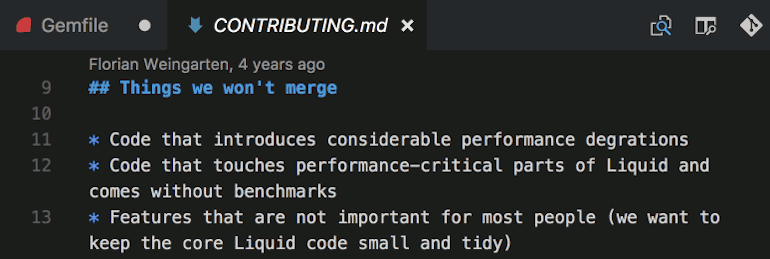 Gemfile CONTRIBUTING.md
Florian Weingarten, 4 years ago
9 ## Things we won't merge
10
11 * Code that introduces considerable performance degrations
12 * Code that touches performance-critical parts of Liquid and
comes without benchmarks
13 * Features that are not important for most people (we want to
keep the core Liquid code small and tidy)